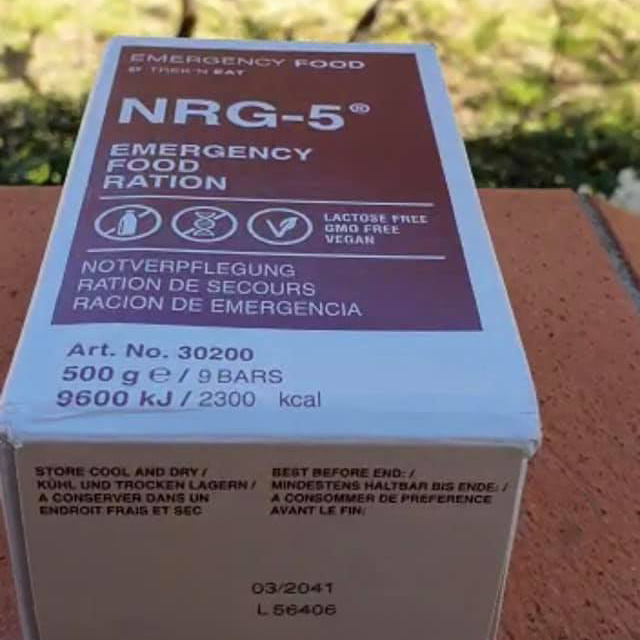 EMERGENCY FOOD
BY TREK'N EAT
NRG-5®
EMERGENCY
FOOD
RATION
LACTOSE FREE
GMO FREE
VEGAN
NOTVERPFLEGUNG
RATION DE SECOURS
RACION DE EMERGENCIA
Art. No. 30200
500 g ℮ / 9 BARS
9600 kJ / 2300 kcal
STORE COOL AND DRY /
KÜHL UND TROCKEN LAGERN /
A CONSERVER DANS UN
ENDROIT FRAIS ET SEC
BEST BEFORE END: /
MINDESTENS HALTBAR BIS ENDE: /
A CONSOMMER DE PREFERENCE
AVANT LE FIN:
03/2041
L 56406